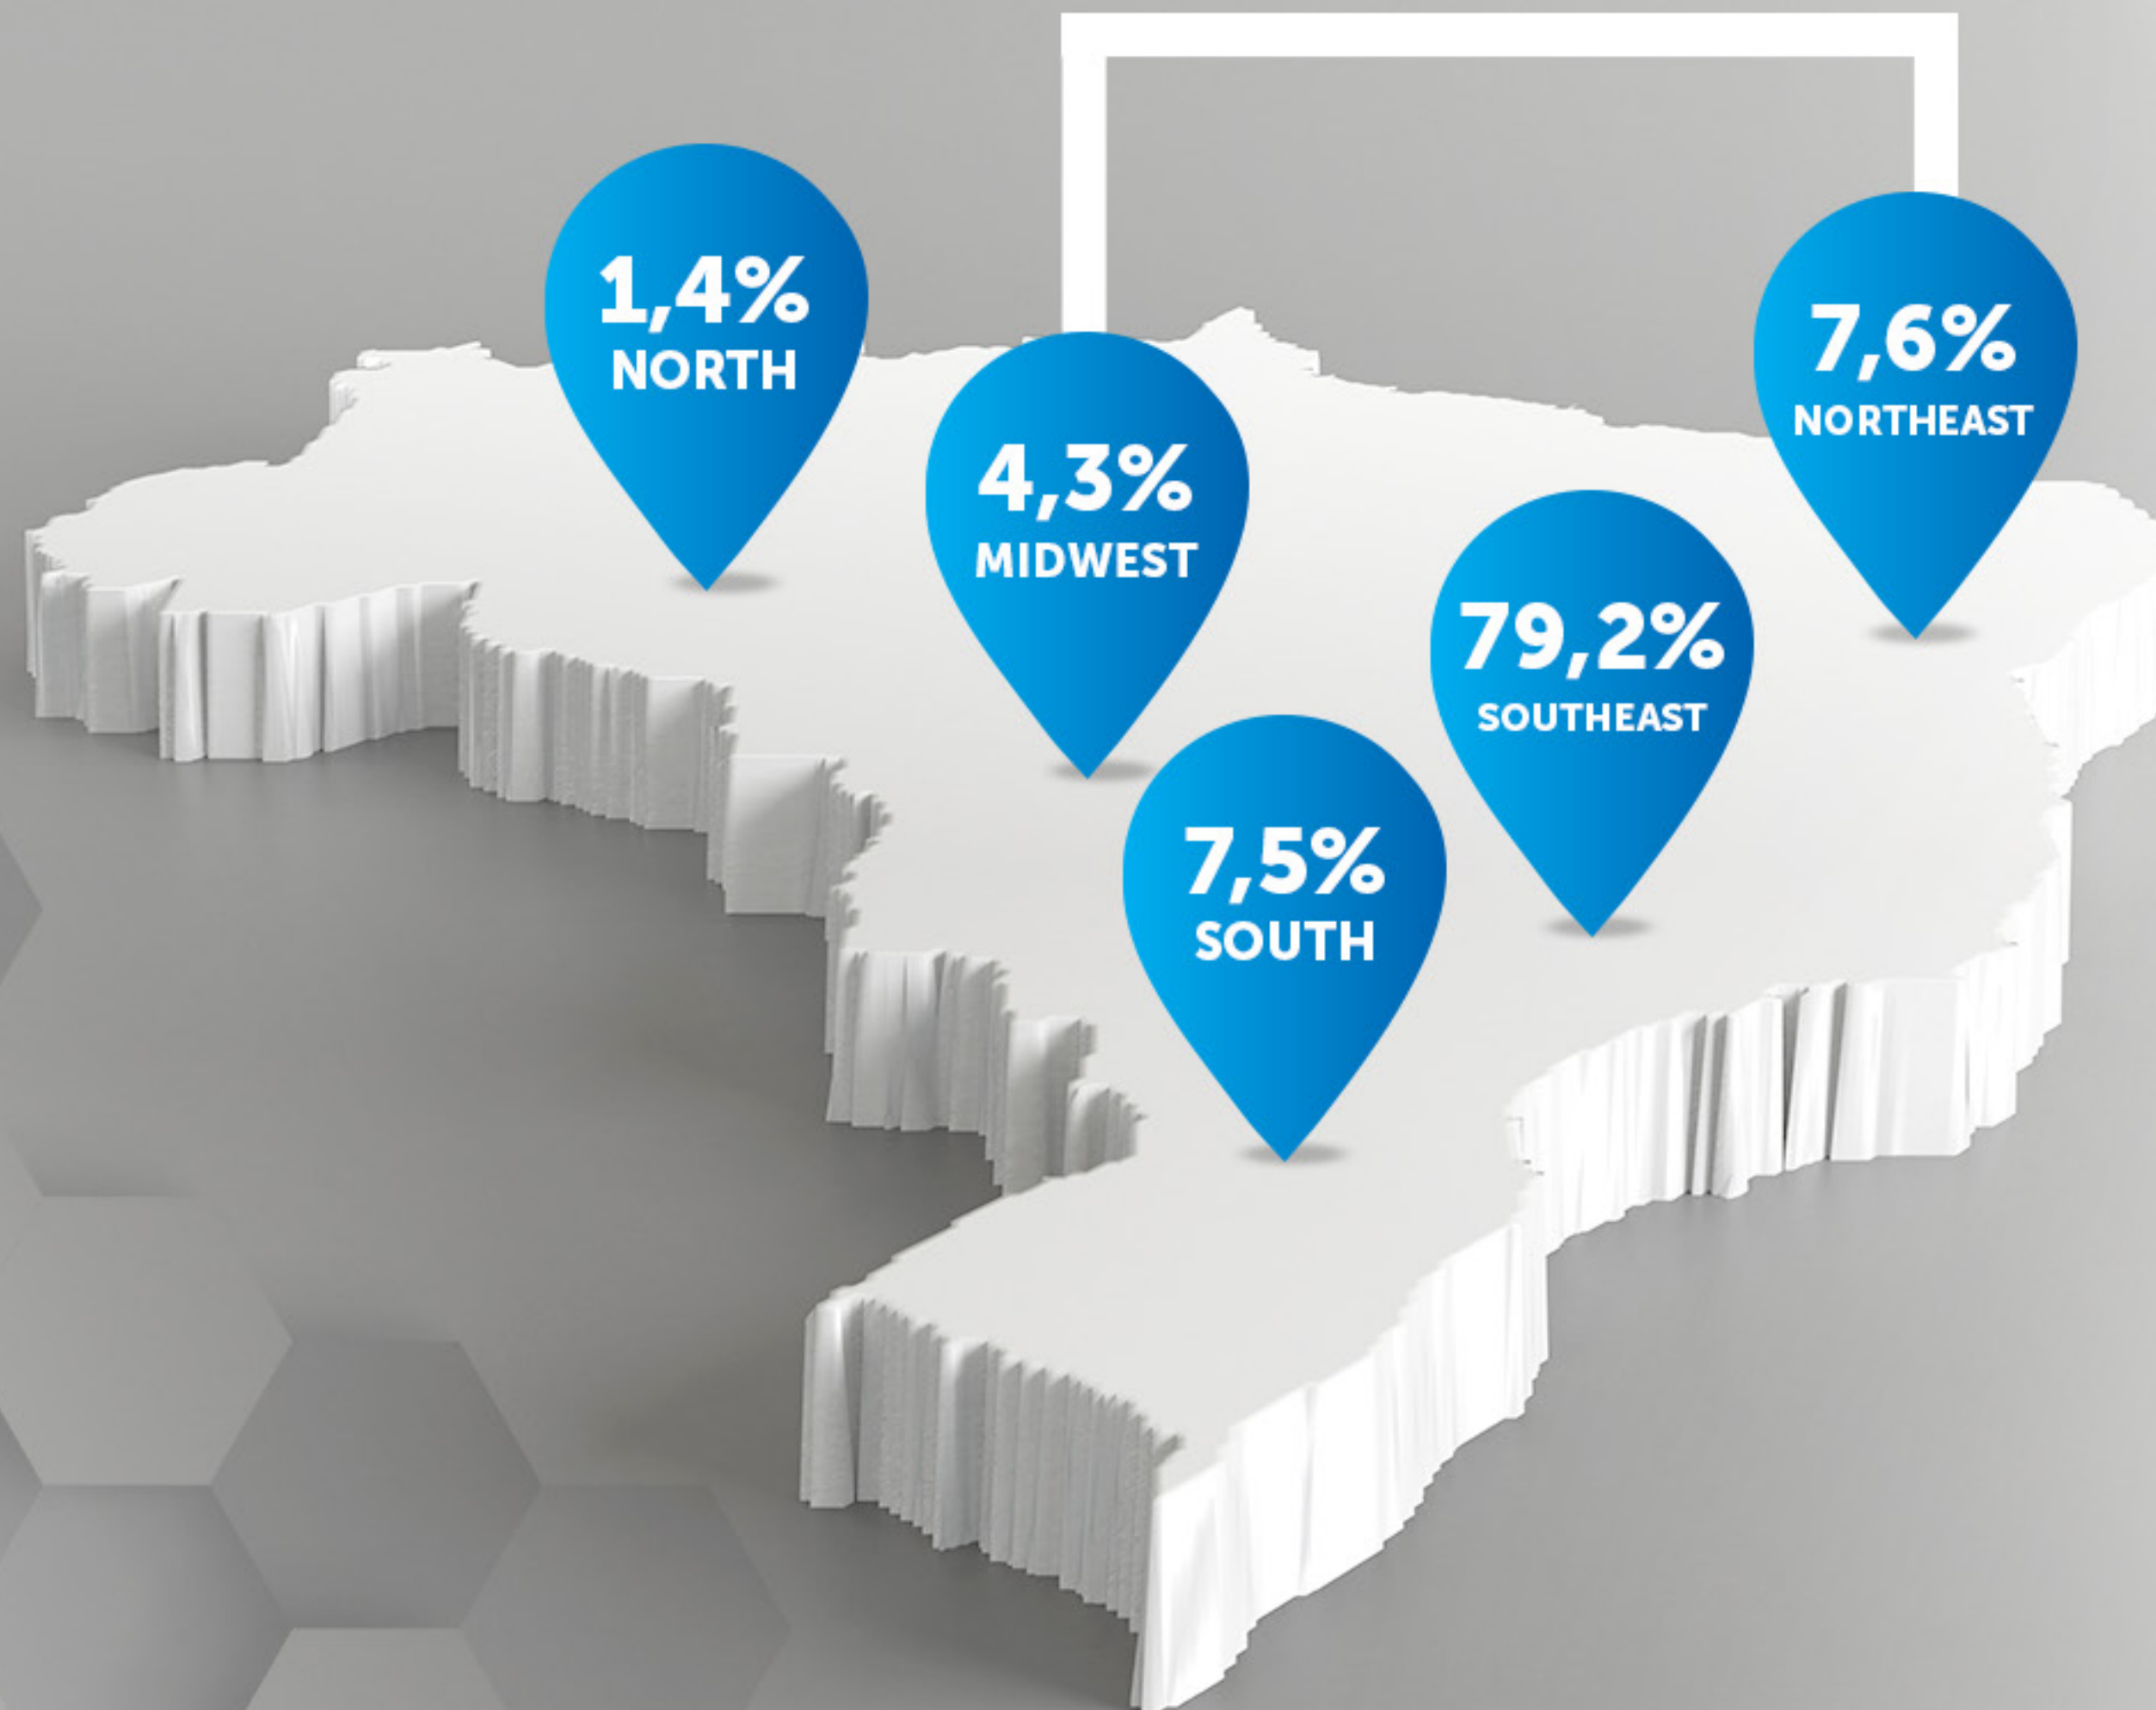 1,4%
NORTH
7,6%
NORTHEAST
4,3%
MIDWEST
79,2%
SOUTHEAST
7,5%
SOUTH